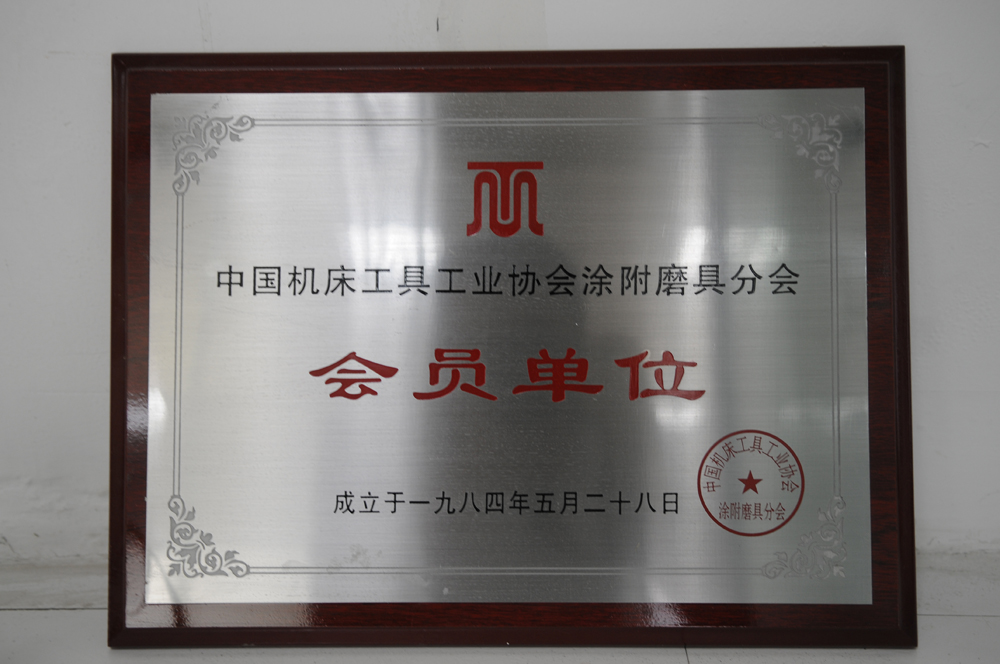 中国机床工具工业协会涂附磨具分会
会员单位
成立于一九八四年五月二十八日
中国机床工具工业协会
涂附磨具分会